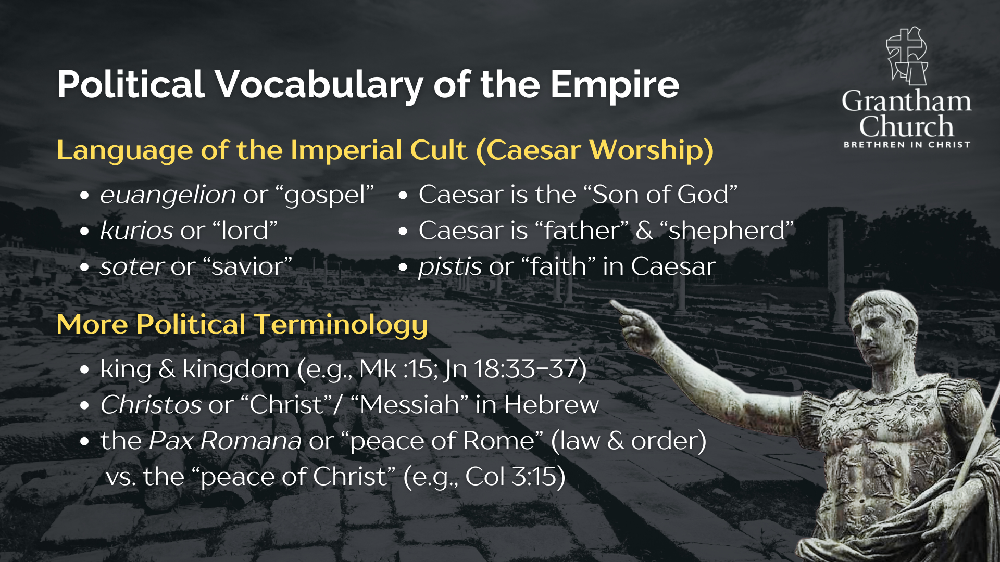 Political Vocabulary of the Empire
Grantham
Church
BRETHREN IN CHRIST
Language of the Imperial Cult (Caesar Worship)
• euangelion or “gospel”
• kurios or “lord”
• soter or “savior”
• Caesar is the “Son of God”
• Caesar is “father” & “shepherd”
• pistis or “faith” in Caesar
More Political Terminology
• king & kingdom (e.g., Mk :15; Jn 18:33–37)
• Christos or “Christ”/ “Messiah” in Hebrew
• the Pax Romana or “peace of Rome” (law & order)
vs. the “peace of Christ” (e.g., Col 3:15)